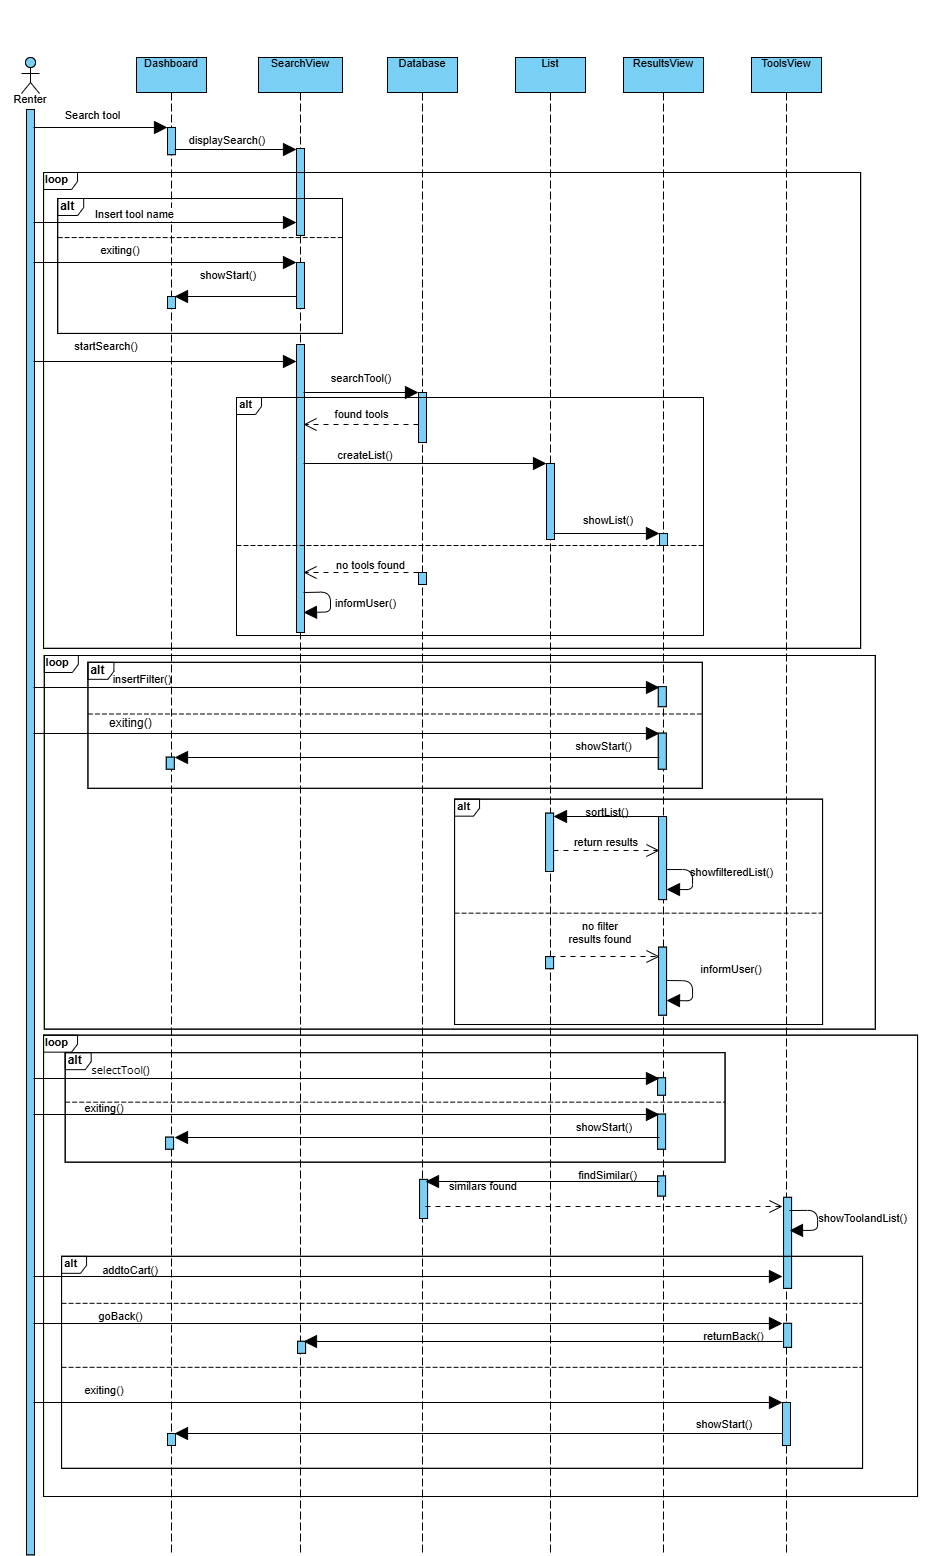 Dashboard
SearchView
Database
List
ResultsView
ToolsView
Renter
Search tool
displaySearch()
loop
alt
Insert tool name
exiting()
showStart()
startSearch()
searchTool()
alt
found tools
createList()
showList()
no tools found
informUser()
loop
alt
insertFilter()
exiting()
showStart()
alt
sortList()
return results
showfilteredList()
no filter
results found
informUser()
loop
alt
selectTool()
exiting()
showStart()
findSimilar()
similars found
showToolandList()
alt
addtoCart()
goBack()
returnBack()
exiting()
showStart()